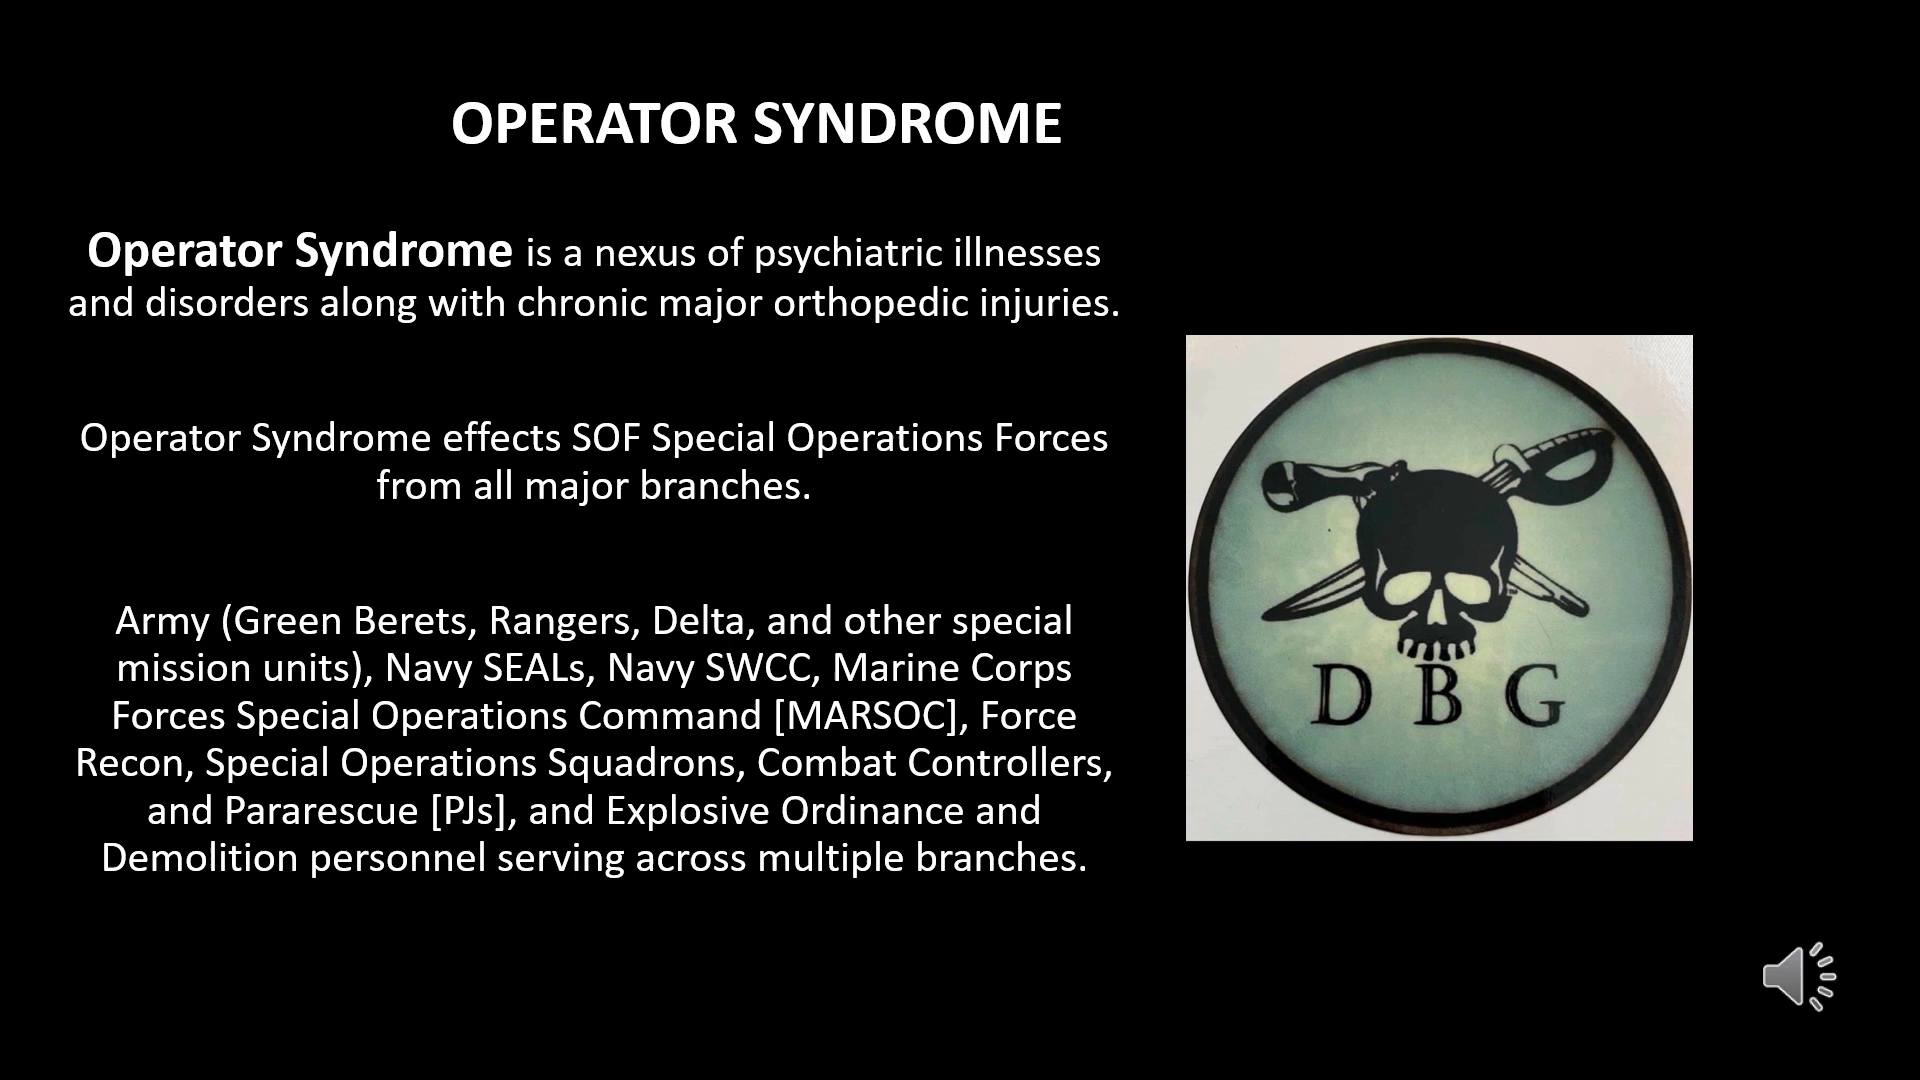 OPERATOR SYNDROME
Operator Syndrome is a nexus of psychiatric illnesses
and disorders along with chronic major orthopedic injuries.
Operator Syndrome effects SOF Special Operations Forces
from all major branches.
Army (Green Berets, Rangers, Delta, and other special
mission units), Navy SEALs, Navy SWCC, Marine Corps
Forces Special Operations Command [MARSOC], Force
Recon, Special Operations Squadrons, Combat Controllers,
and Pararescue [PJs], and Explosive Ordinance and
Demolition personnel serving across multiple branches.
D B G